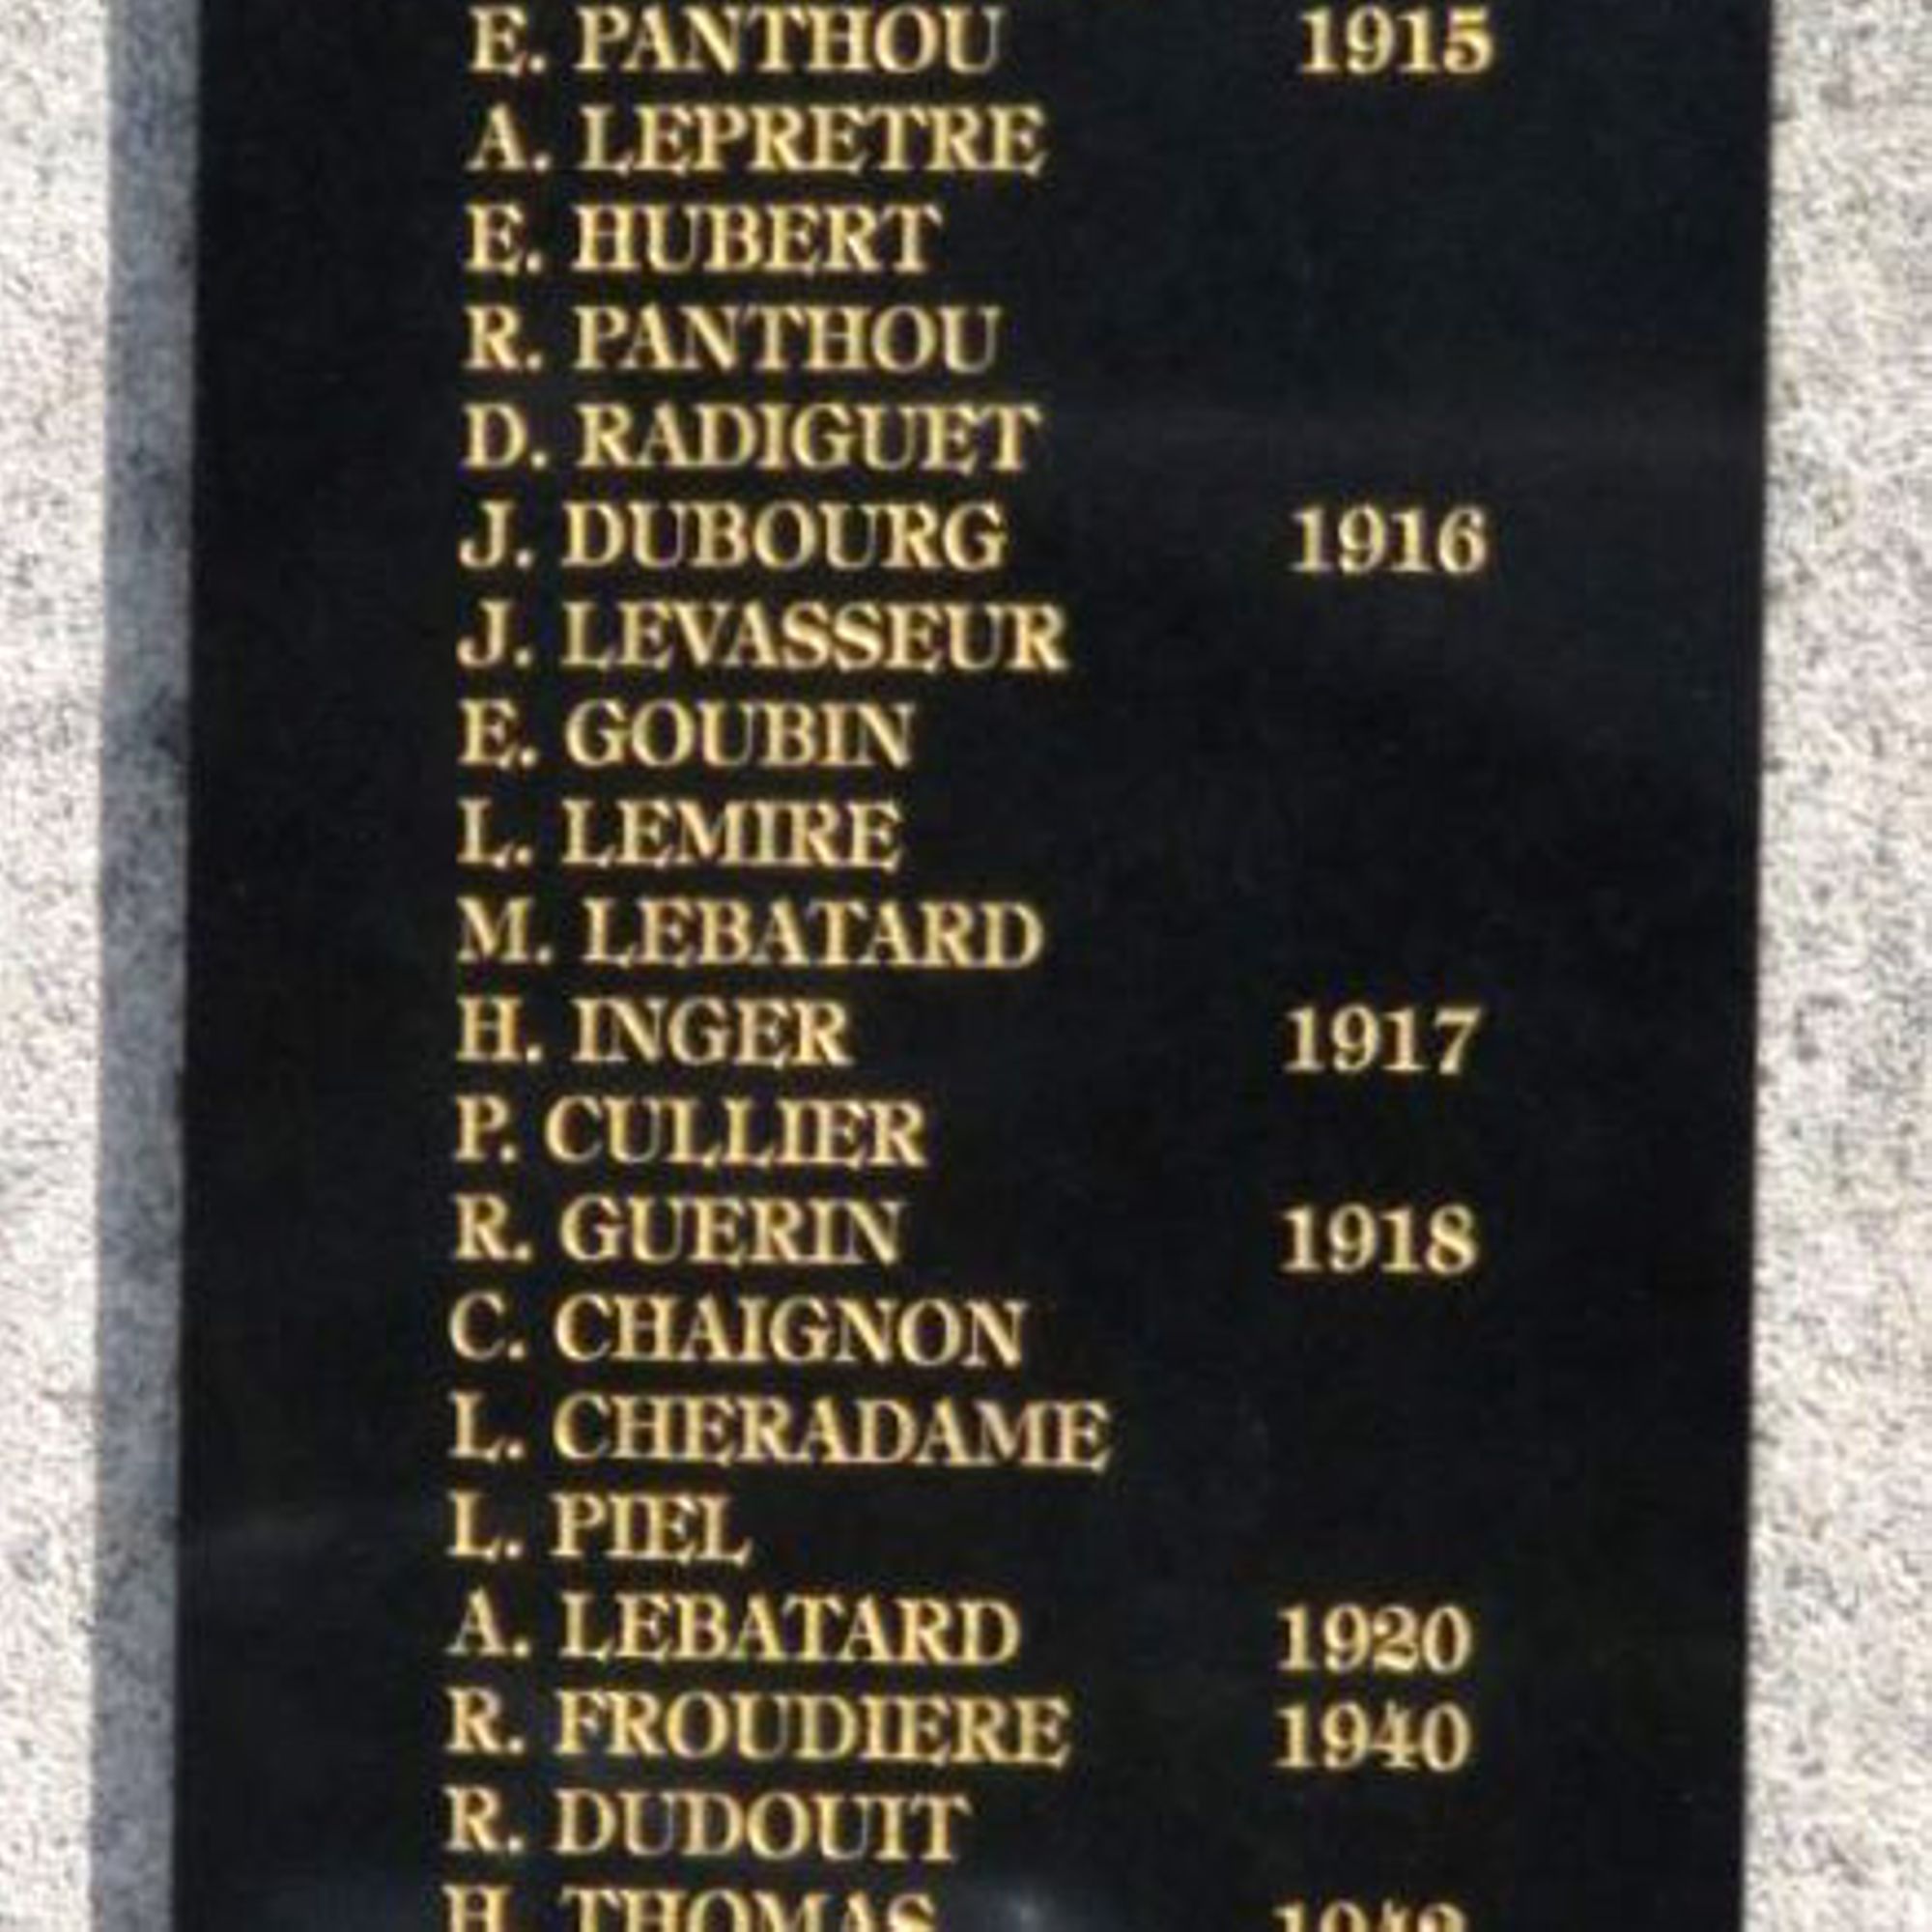 E. PANTHOU 1915
A. LEPRETRE
E. HUBERT
R. PANTHOU
D. RADIGUET
J. DUBOURG 1916
J. LEVASSEUR
E. GOUBIN
L. LEMIRE
M. LEBATARD
H. INGER 1917
P. CULLIER
R. GUERIN 1918
C. CHAIGNON
L. CHERADAME
L. PIEL
A. LEBATARD 1920
R. FROUDIERE 1940
R. DUDOUIT
H. THOMAS